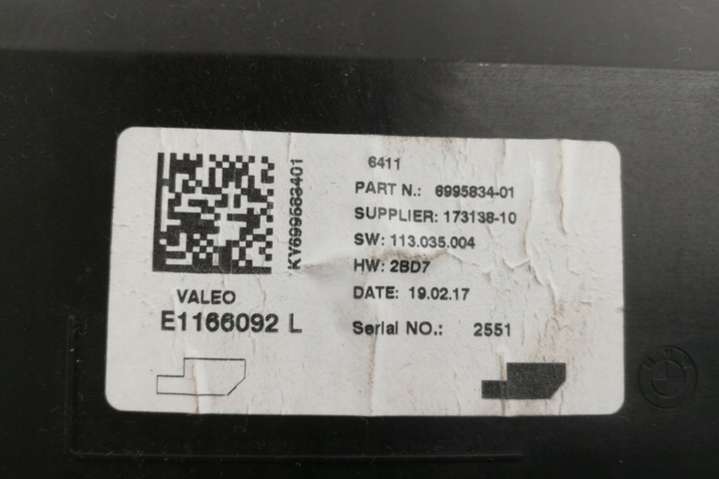 6411
PART N.: 6995834-01
SUPPLIER: 173138-10
SW: 113.035.004
HW: 2BD7
DATE: 19.02.17
Serial NO.: 2551
KY699583401
VALEO
E1166092 L